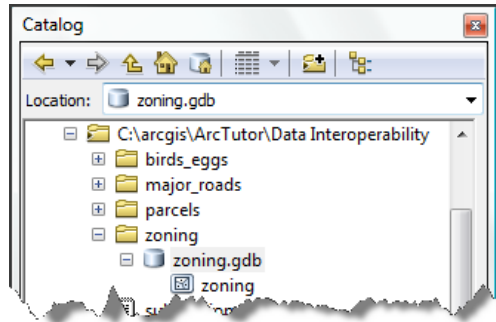 Catalog
Location: zoning.gdb
C:\arcgis\ArcTutor\Data Interoperability
birds_eggs
major_roads
parcels
zoning
zoning.gdb
zoning